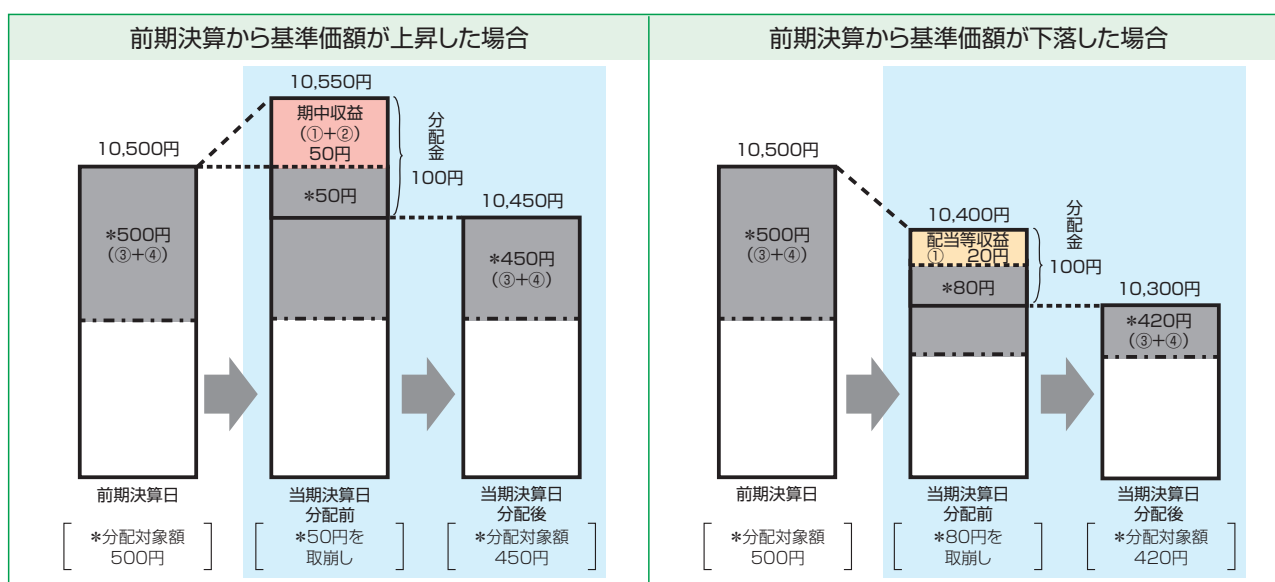 前期決算から基準価額が上昇した場合
10,550円
期中収益
(①+②)
50円
分配金
100円
10,500円
*50円
10,450円
*500円
(③+④)
*450円
(③+④)
前期決算日
当期決算日
分配前
当期決算日
分配後
*分配対象額
500円
*50円を
取崩し
*分配対象額
450円
前期決算から基準価額が下落した場合
10,500円
10,400円
配当等収益
① 20円
分配金
100円
*500円
(③+④)
*80円
10,300円
*420円
(③+④)
前期決算日
当期決算日
分配前
当期決算日
分配後
*分配対象額
500円
*80円を
取崩し
*分配対象額
420円